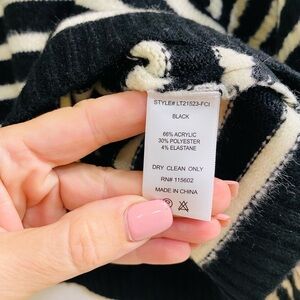 STYLE# LT21523-FCI
BLACK
66% ACRYLIC
30% POLYESTER
4% ELASTANE
DRY CLEAN ONLY
RN# 115602
MADE IN CHINA